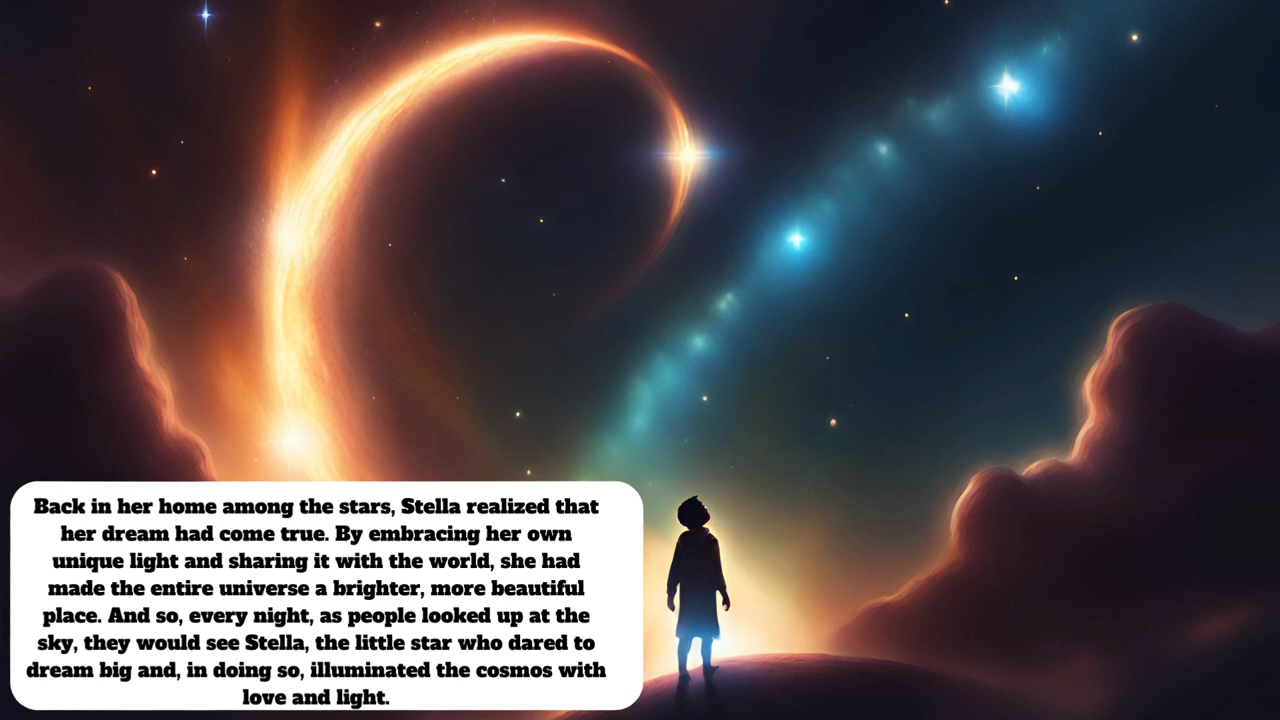 Back in her home among the stars, Stella realized that
her dream had come true. By embracing her own
unique light and sharing it with the world, she had
made the entire universe a brighter, more beautiful
place. And so, every night, as people looked up at the
sky, they would see Stella, the little star who dared to
dream big and, in doing so, illuminated the cosmos with
love and light.